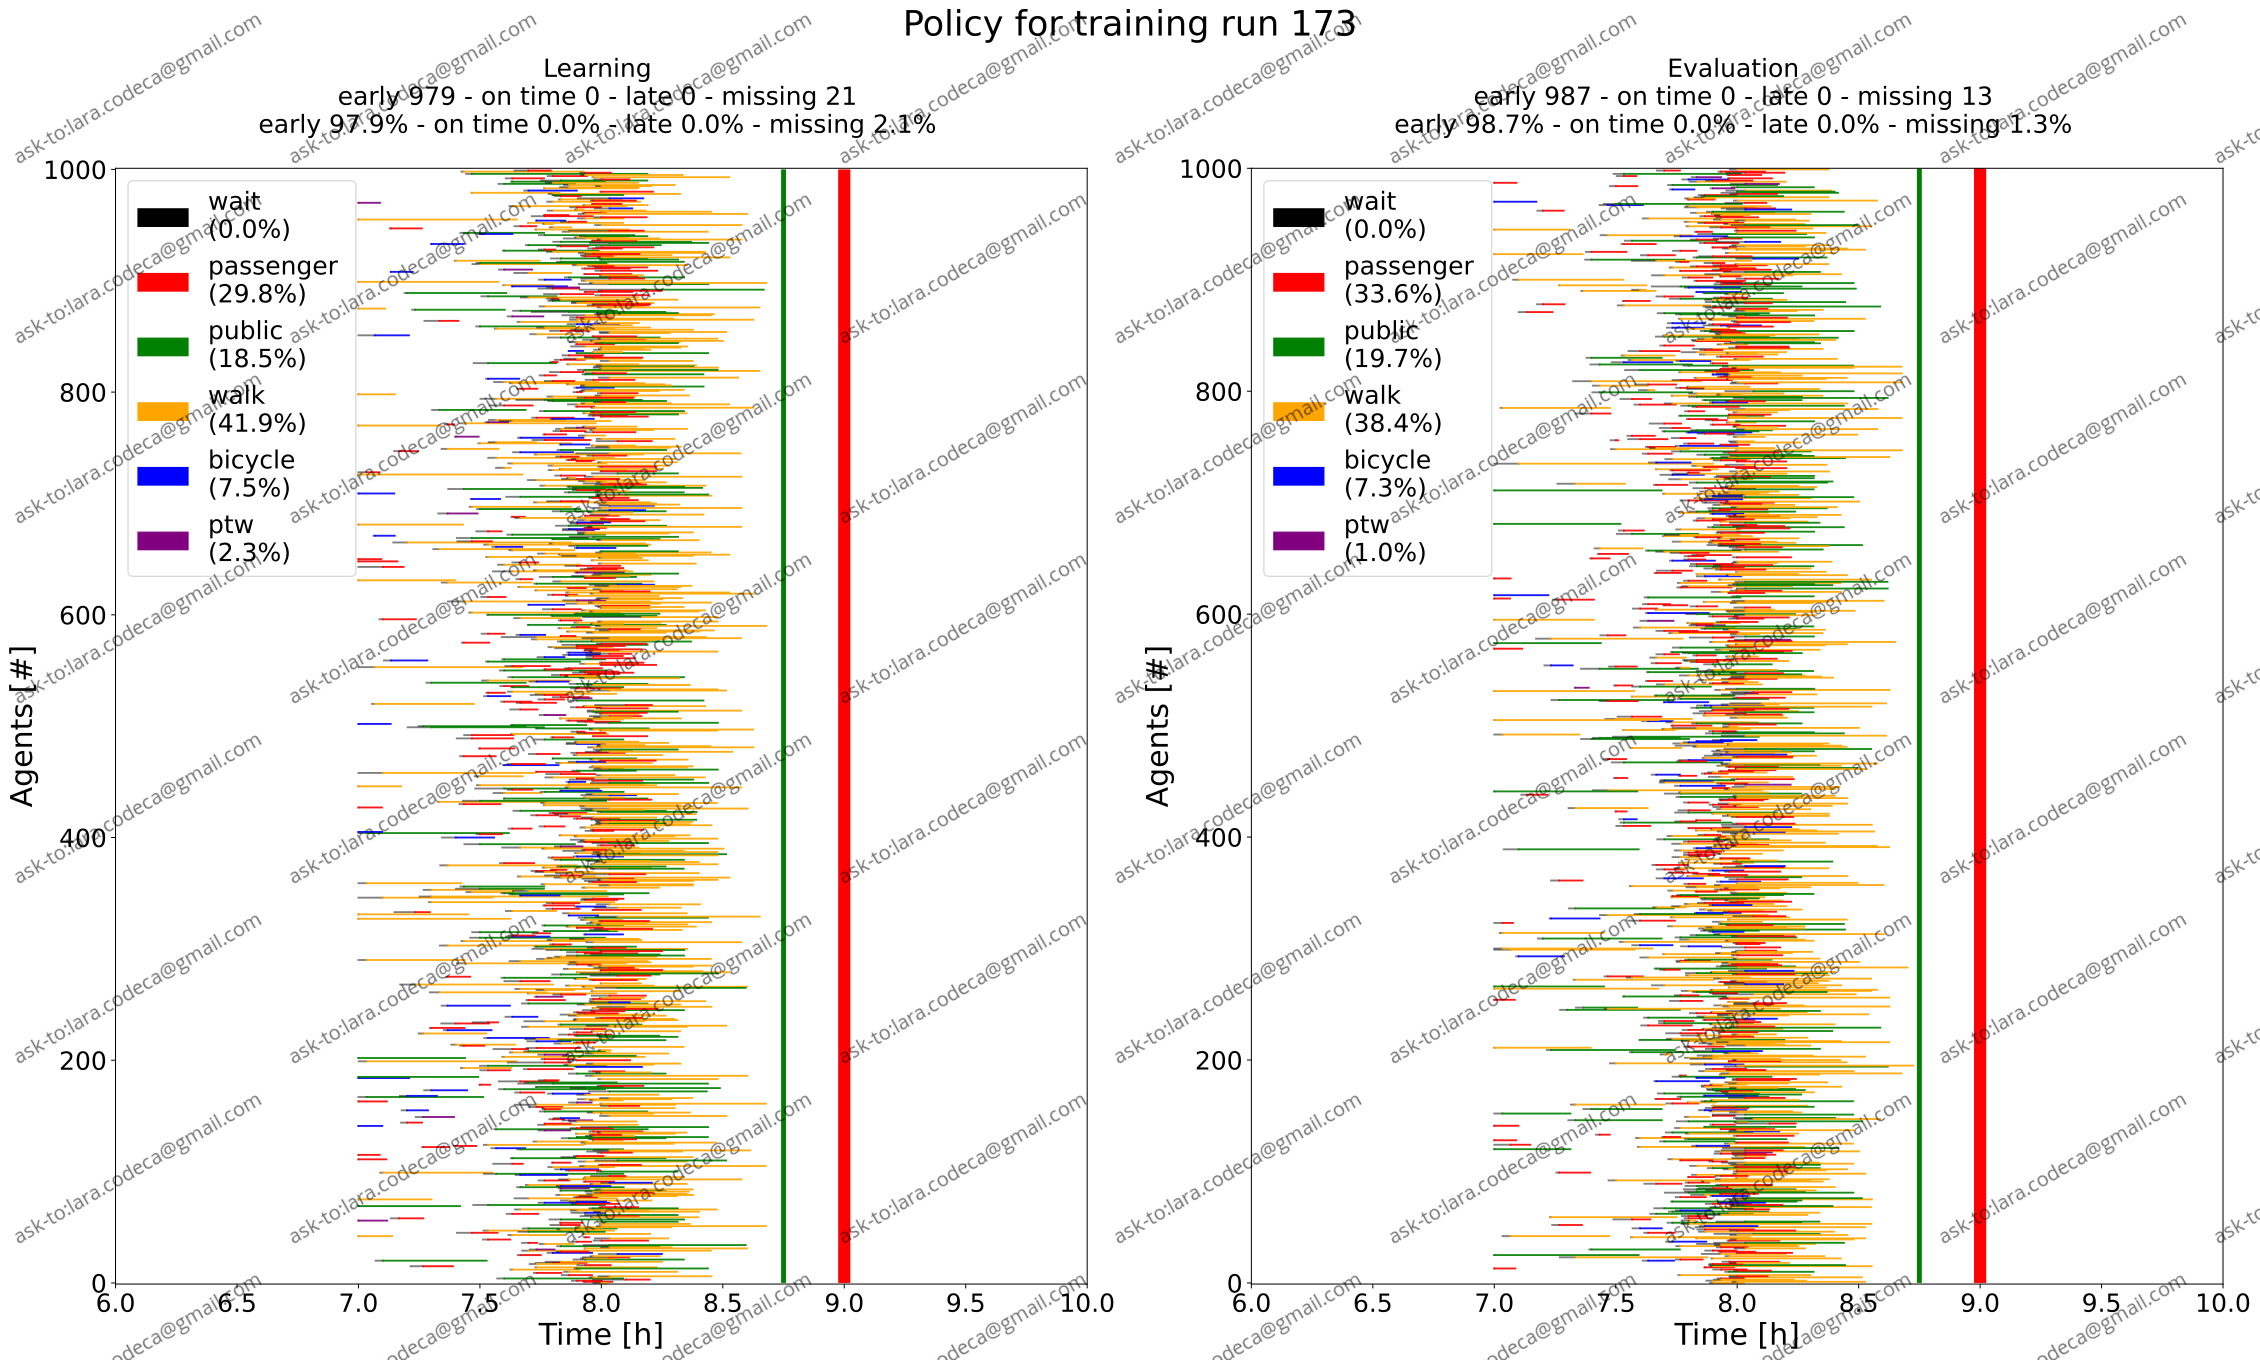 Policy for training run 173
Learning
early 979 - on time 0 - late 0 - missing 21
early 97.9% - on time 0.0% - late 0.0% - missing 2.1%
Agents [#]
1000
800
600
400
200
0
wait
(0.0%)
passenger
(29.8%)
public
(18.5%)
walk
(41.9%)
bicycle
(7.5%)
ptw
(2.3%)
6.0 6.5 7.0 7.5 8.0 8.5 9.0 9.5 10.0
Time [h]
Evaluation
early 987 - on time 0 - late 0 - missing 13
early 98.7% - on time 0.0% - late 0.0% - missing 1.3%
Agents [#]
1000
800
600
400
200
0
wait
(0.0%)
passenger
(33.6%)
public
(19.7%)
walk
(38.4%)
bicycle
(7.3%)
ptw
(1.0%)
6.0 6.5 7.0 7.5 8.0 8.5 9.0 9.5 10.0
Time [h]
ask-to:lara.codeca@gmail.com